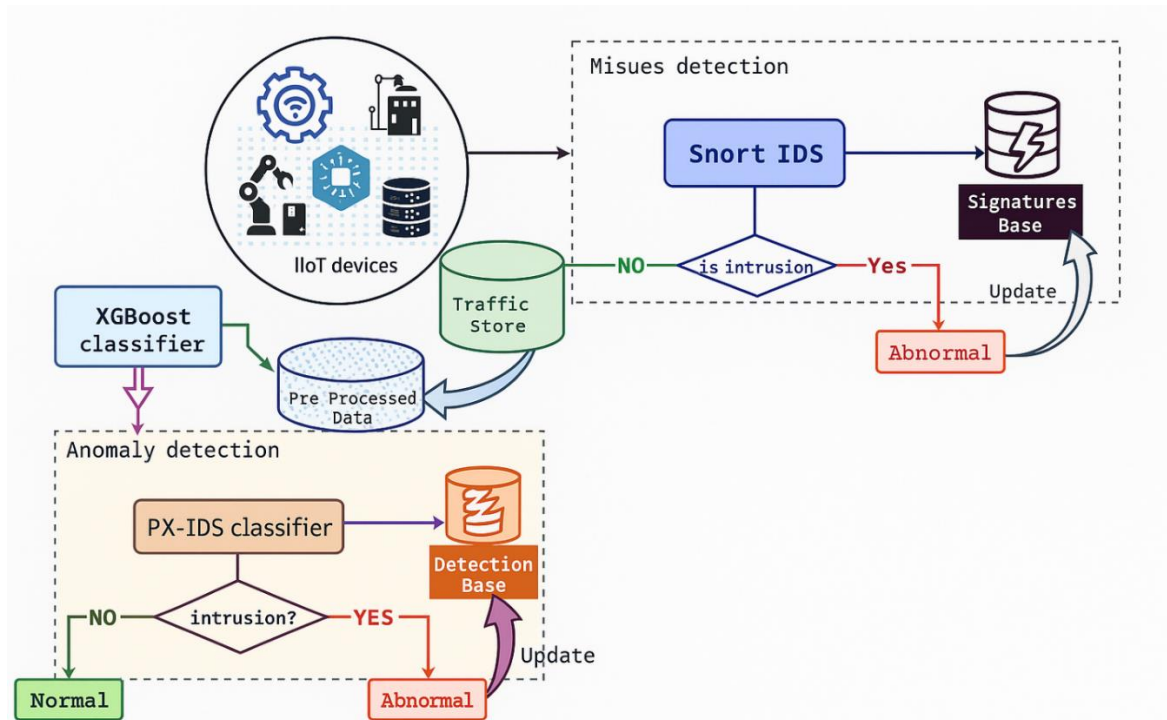 Misues detection
Snort IDS
Signatures
Base
IIoT devices
NO
is intrusion
Yes
Update
Traffic
Store
Abnormal
XGBoost
classifier
Pre Processed
Data
Anomaly detection
PX-IDS classifier
Detection
Base
NO
intrusion?
YES
Update
Normal
Abnormal